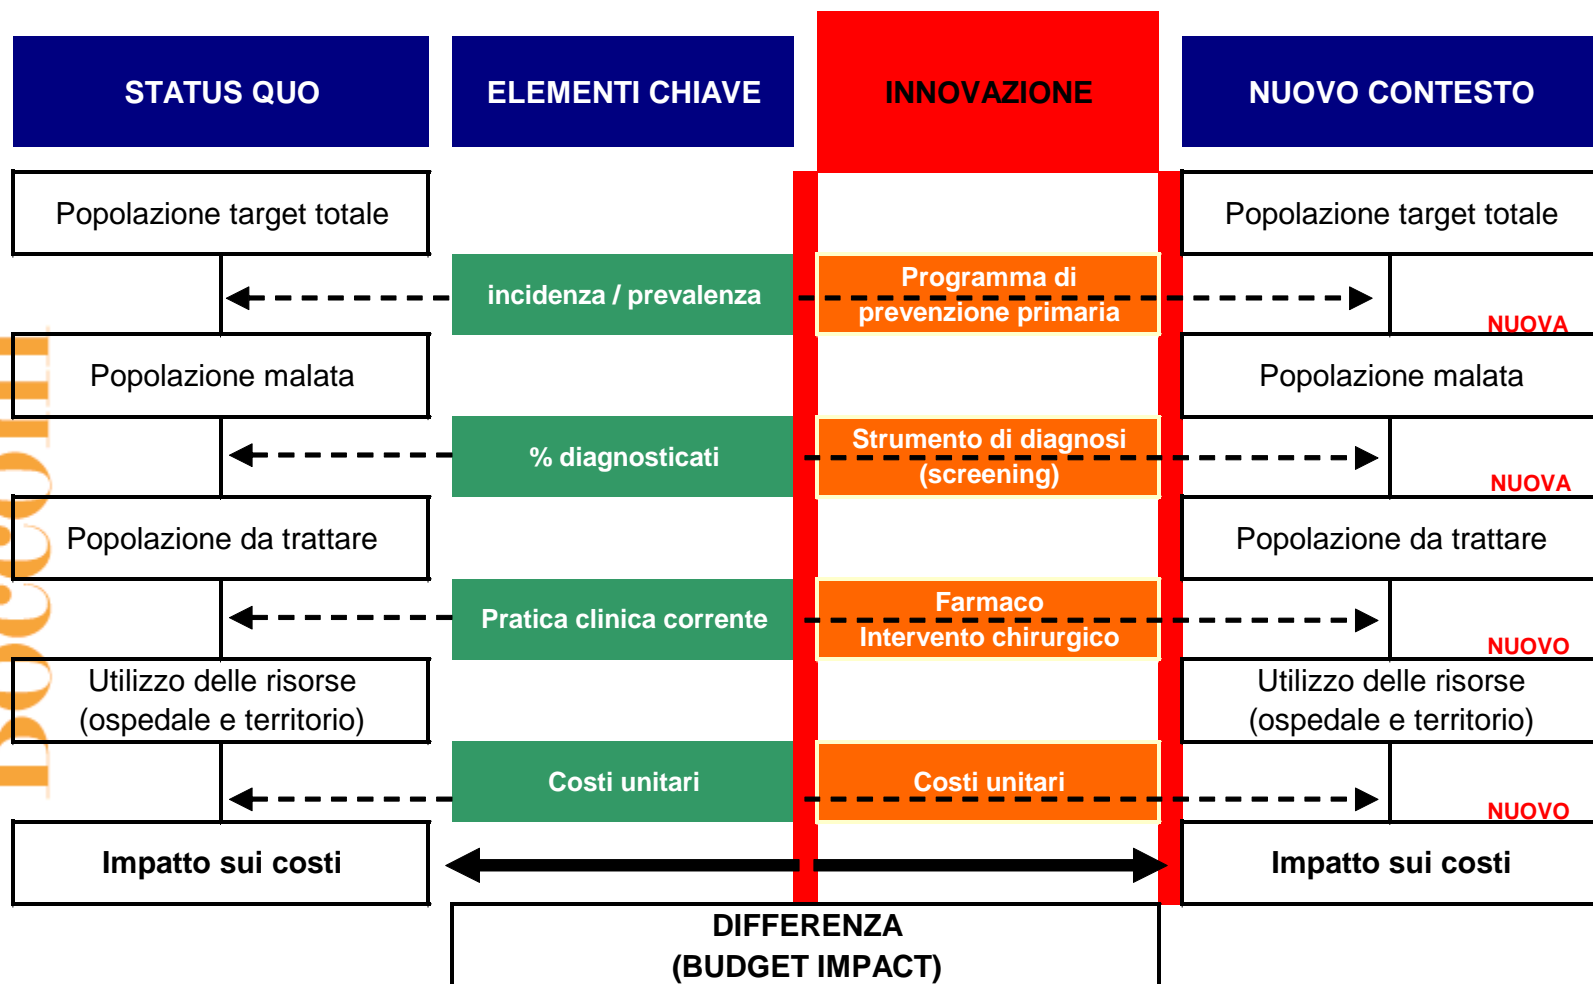 STATUS QUO
ELEMENTI CHIAVE
INNOVAZIONE
NUOVO CONTESTO
Popolazione target totale
Popolazione target totale
incidenza / prevalenza
Programma di
prevenzione primaria
NUOVA
Popolazione malata
Popolazione malata
% diagnosticati
Strumento di diagnosi
(screening)
NUOVA
Popolazione da trattare
Popolazione da trattare
Pratica clinica corrente
Farmaco
Intervento chirurgico
NUOVO
Utilizzo delle risorse
(ospedale e territorio)
Utilizzo delle risorse
(ospedale e territorio)
Costi unitari
Costi unitari
NUOVO
Impatto sui costi
Impatto sui costi
DIFFERENZA
(BUDGET IMPACT)